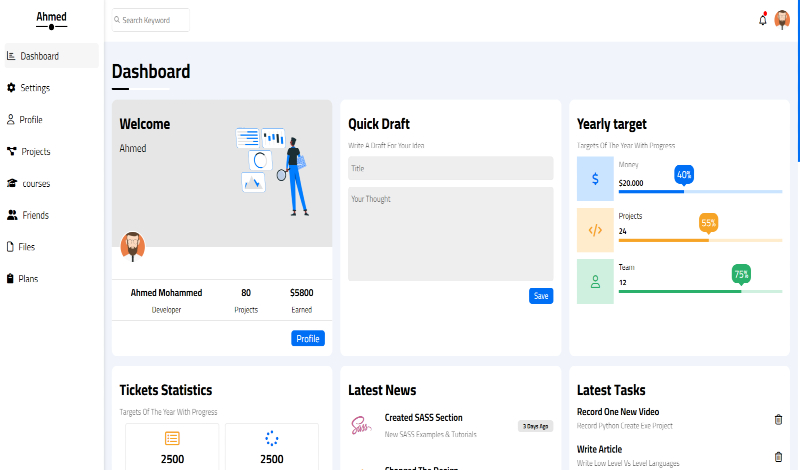 Ahmed
Search Keyword
Dashboard
Settings
Profile
Projects
courses
Friends
Files
Plans
Dashboard
Welcome
Ahmed
Ahmed Mohammed
80
$5800
Developer
Projects
Earned
Profile
Quick Draft
Write A Draft For Your Idea
Title
Your Thought
Save
Yearly target
Targets Of The Year With Progress
Money
$20.000
40%
Projects
24
55%
Team
12
75%
Tickets Statistics
Targets Of The Year With Progress
2500
2500
Latest News
Sass
Created SASS Section
New SASS Examples & Tutorials
3 Days Ago
Changed The Design
Latest Tasks
Record One New Video
Record Python Create Exe Project
Write Article
Write Low Level Vs Level Languages